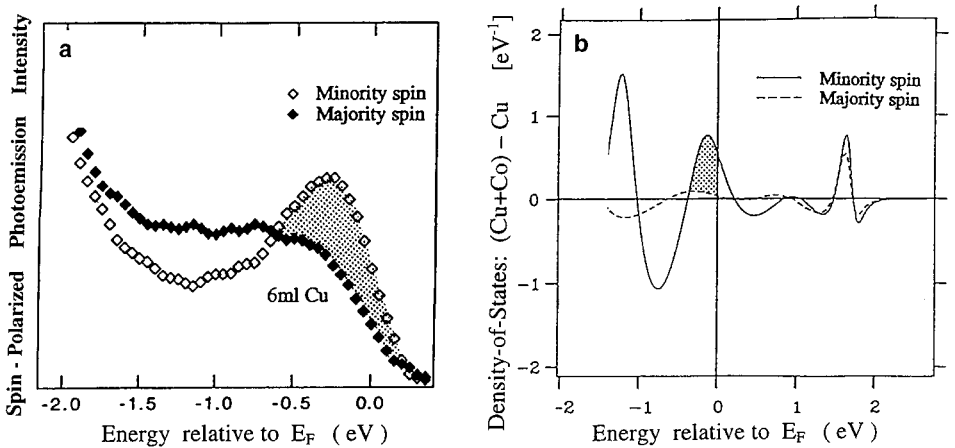 a
Spin - Polarized Photoemission Intensity
◇ Minority spin
◆ Majority spin
6ml Cu
-2.0 -1.5 -1.0 -0.5 0.0
Energy relative to E_F (eV)
b
Density-of-States: (Cu+Co) – Cu [eV⁻¹]
Minority spin
Majority spin
2
1
0
−1
−2
−2 −1 0 1 2
Energy relative to E_F (eV)